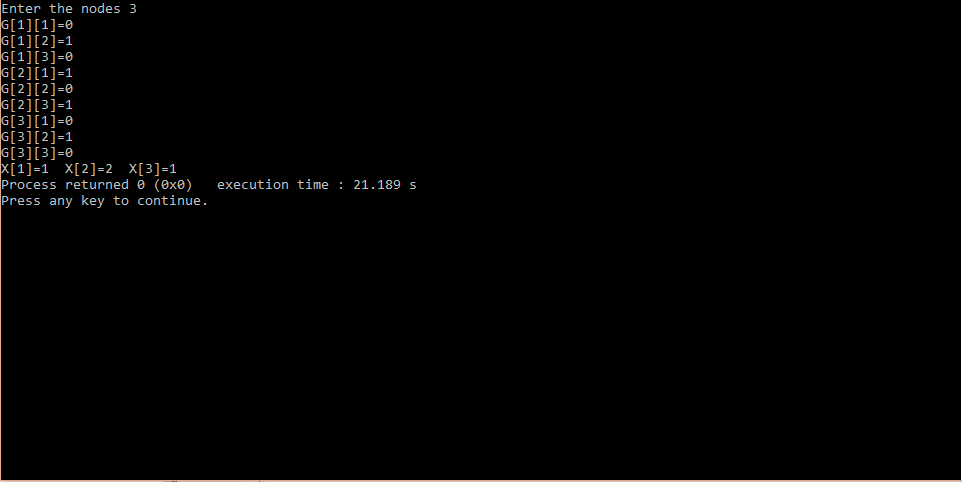 Enter the nodes 3
G[1][1]=0
G[1][2]=1
G[1][3]=0
G[2][1]=1
G[2][2]=0
G[2][3]=1
G[3][1]=0
G[3][2]=1
G[3][3]=0
X[1]=1  X[2]=2  X[3]=1
Process returned 0 (0x0)   execution time : 21.189 s
Press any key to continue.